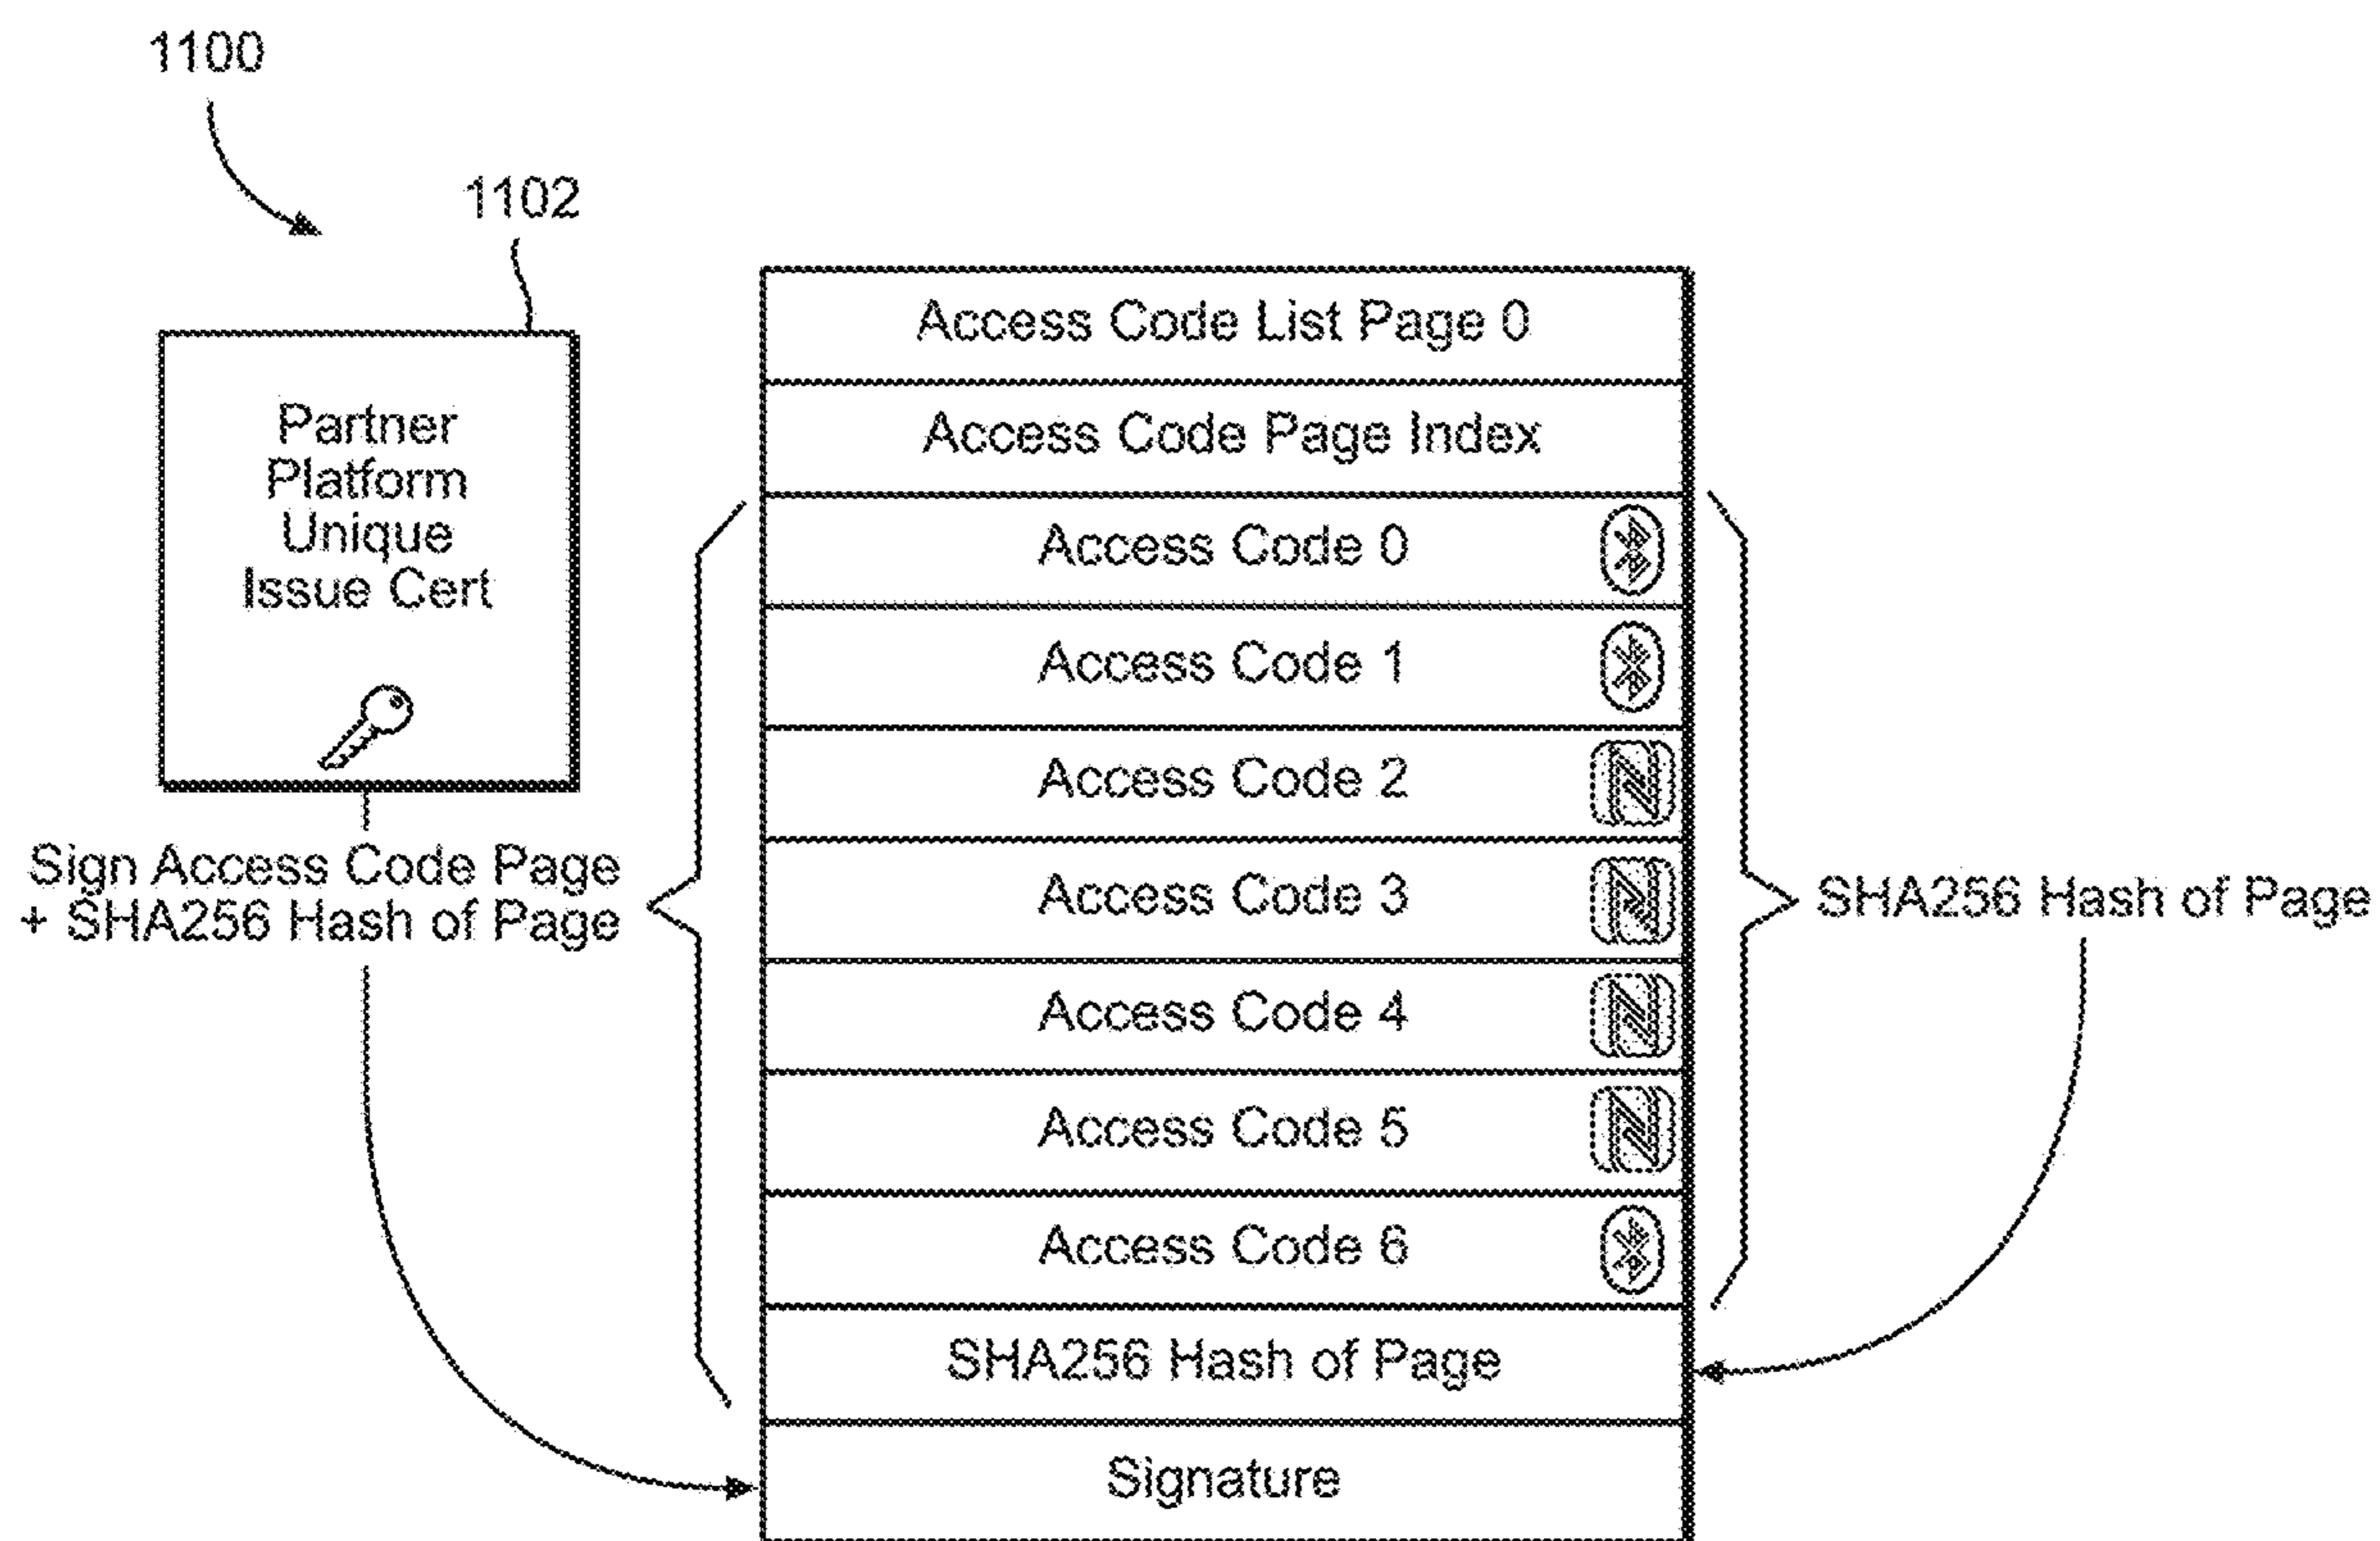 1100
1102
Partner
Platform
Unique
Issue Cert
Sign Access Code Page
+ SHA256 Hash of Page
Access Code List Page 0
Access Code Page Index
Access Code 0
Access Code 1
Access Code 2
Access Code 3
Access Code 4
Access Code 5
Access Code 6
SHA256 Hash of Page
Signature
SHA256 Hash of Page